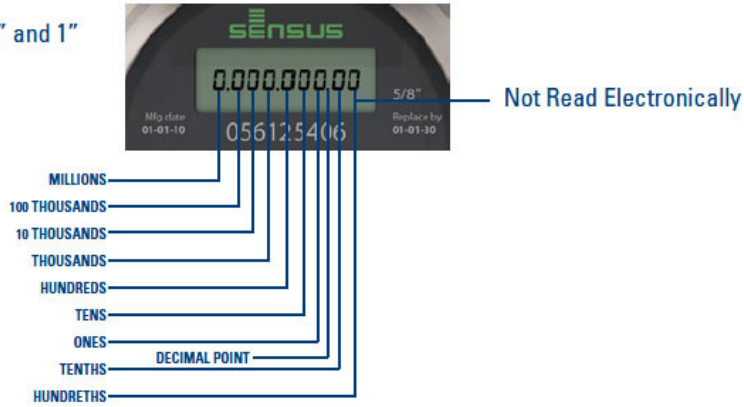 ” and 1”
sensus
0.000.000.00
5/8"
Not Read Electronically
Mfg date
01-01-10
056125406
Replace by
01-01-30
MILLIONS
100 THOUSANDS
10 THOUSANDS
THOUSANDS
HUNDREDS
TENS
ONES
DECIMAL POINT
TENTHS
HUNDRETHS